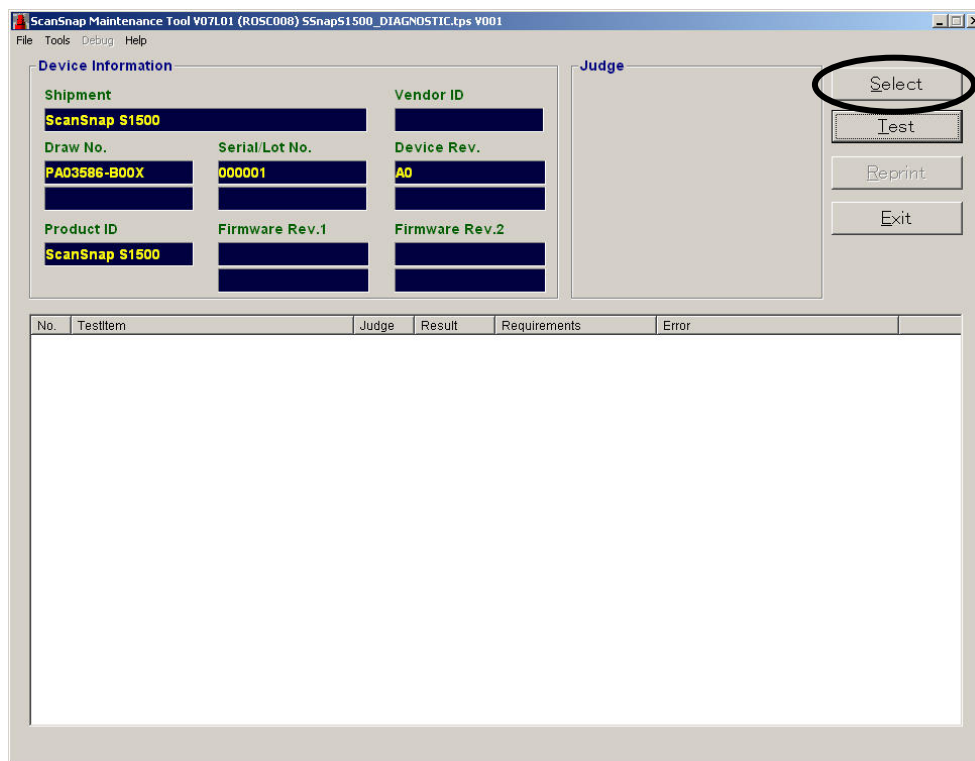 ScanSnap Maintenance Tool V07L01 (ROSC008) SSnapS1500_DIAGNOSTIC.tps V001
File Tools Debug Help
Device Information
Judge
Shipment
Vendor ID
ScanSnap S1500
Draw No.
Serial/Lot No.
Device Rev.
PA03586-B00X
000001
A0
Product ID
Firmware Rev.1
Firmware Rev.2
ScanSnap S1500
Select
Test
Reprint
Exit
No. TestItem Judge Result Requirements Error